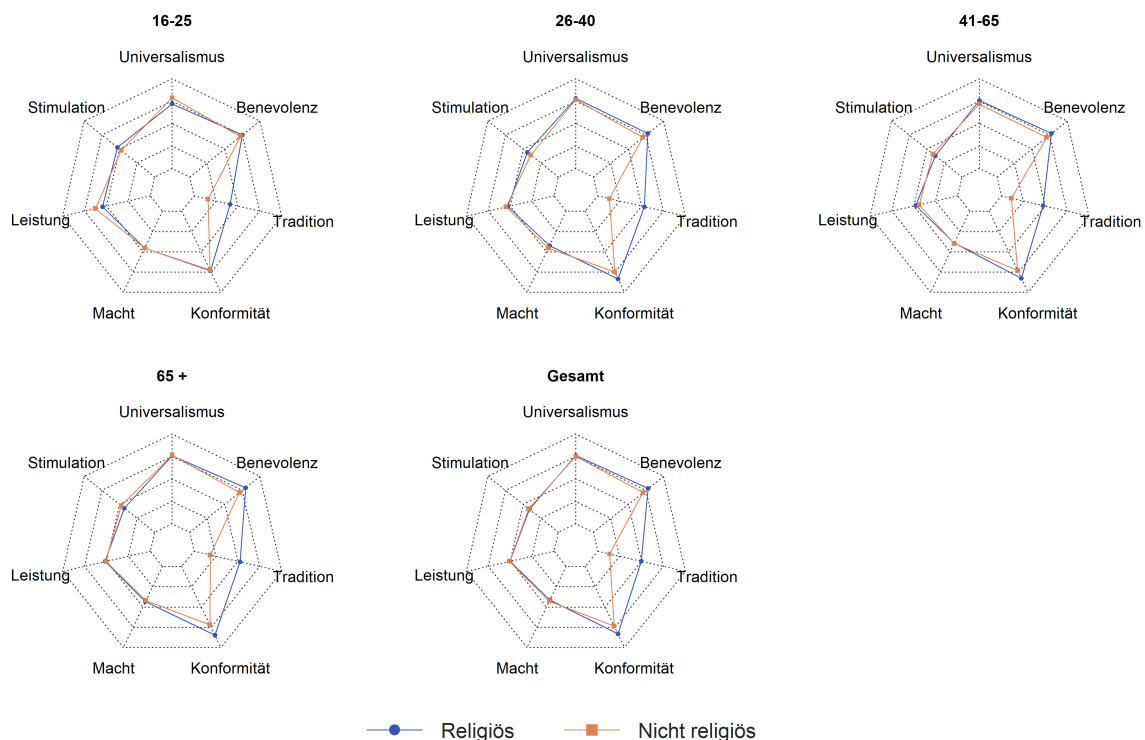 16-25
Universalismus
Stimulation
Benevolenz
Leistung
Tradition
Macht
Konformität
26-40
Universalismus
Stimulation
Benevolenz
Leistung
Tradition
Macht
Konformität
41-65
Universalismus
Stimulation
Benevolenz
Leistung
Tradition
Macht
Konformität
65 +
Universalismus
Stimulation
Benevolenz
Leistung
Tradition
Macht
Konformität
Gesamt
Universalismus
Stimulation
Benevolenz
Leistung
Tradition
Macht
Konformität
Religiös
Nicht religiös